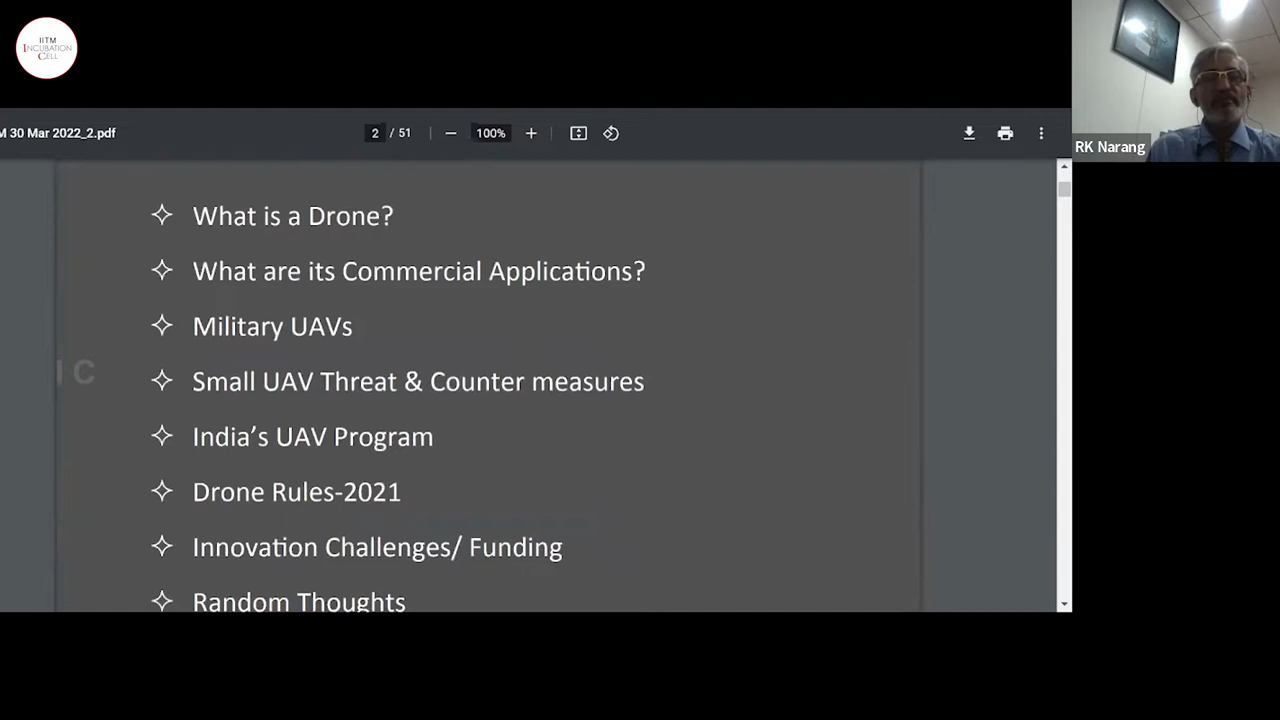 IITM
INCUBATION
CELL
M 30 Mar 2022_2.pdf
2 / 51
100%
RK Narang
What is a Drone?
What are its Commercial Applications?
Military UAVs
C
Small UAV Threat & Counter measures
India's UAV Program
Drone Rules-2021
Innovation Challenges/ Funding
Random Thoughts